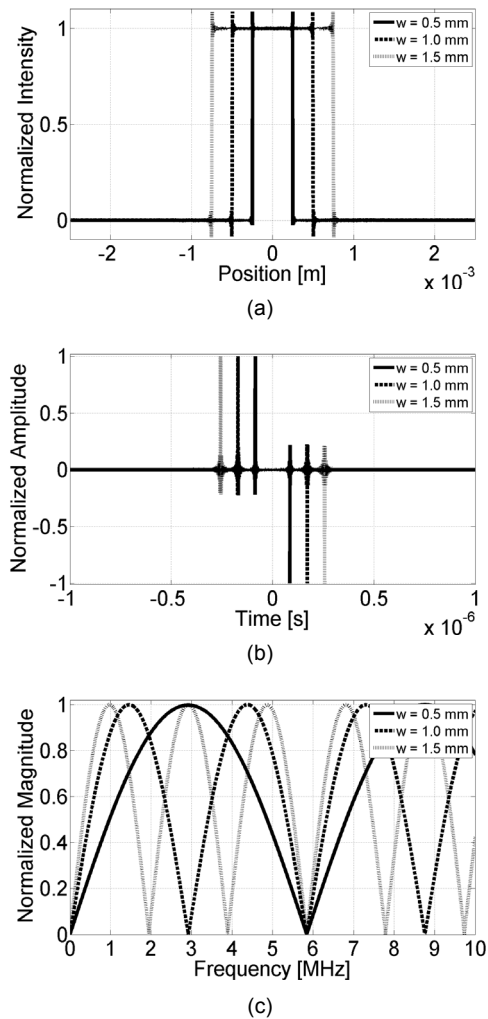 Normalized Intensity
1
0.5
0
w = 0.5 mm
w = 1.0 mm
w = 1.5 mm
-2 -1 0 1 2
Position [m]
x 10⁻³
(a)
Normalized Amplitude
1
0.5
0
-0.5
-1
w = 0.5 mm
w = 1.0 mm
w = 1.5 mm
-1 -0.5 0 0.5 1
Time [s]
x 10⁻⁶
(b)
Normalized Magnitude
1
0.8
0.6
0.4
0.2
0
w = 0.5 mm
w = 1.0 mm
w = 1.5 mm
0 1 2 3 4 5 6 7 8 9 10
Frequency [MHz]
(c)